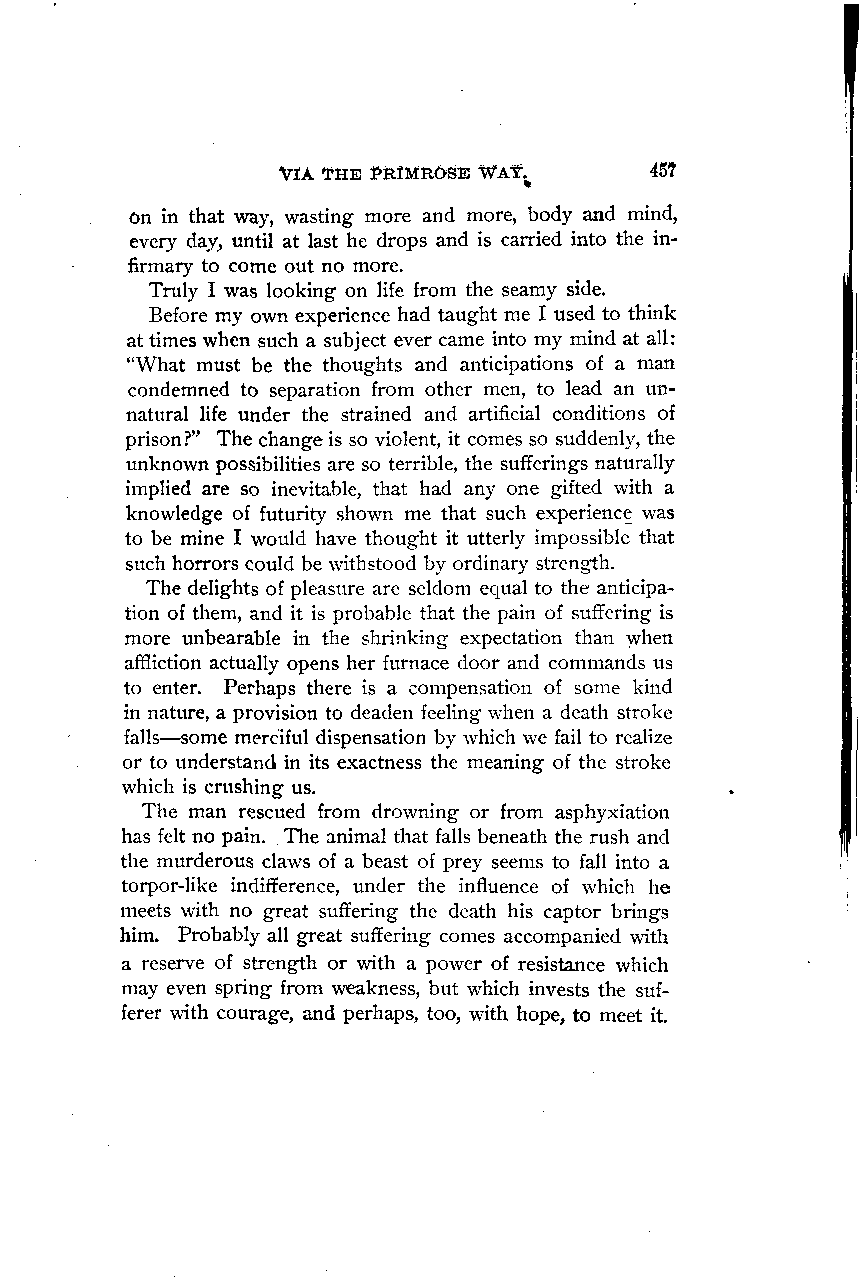 VIA THE PRIMROSE WAY. 457
on in that way, wasting more and more, body and mind,
every day, until at last he drops and is carried into the in-
firmary to come out no more.
Truly I was looking on life from the seamy side.
Before my own experience had taught me I used to think
at times when such a subject ever came into my mind at all:
“What must be the thoughts and anticipations of a man
condemned to separation from other men, to lead an un-
natural life under the strained and artificial conditions of
prison?” The change is so violent, it comes so suddenly, the
unknown possibilities are so terrible, the sufferings naturally
implied are so inevitable, that had any one gifted with a
knowledge of futurity shown me that such experience was
to be mine I would have thought it utterly impossible that
such horrors could be withstood by ordinary strength.
The delights of pleasure are seldom equal to the anticipa-
tion of them, and it is probable that the pain of suffering is
more unbearable in the shrinking expectation than when
affliction actually opens her furnace door and commands us
to enter. Perhaps there is a compensation of some kind
in nature, a provision to deaden feeling when a death stroke
falls—some merciful dispensation by which we fail to realize
or to understand in its exactness the meaning of the stroke
which is crushing us.
The man rescued from drowning or from asphyxiation
has felt no pain. The animal that falls beneath the rush and
the murderous claws of a beast of prey seems to fall into a
torpor-like indifference, under the influence of which he
meets with no great suffering the death his captor brings
him. Probably all great suffering comes accompanied with
a reserve of strength or with a power of resistance which
may even spring from weakness, but which invests the suf-
ferer with courage, and perhaps, too, with hope, to meet it.